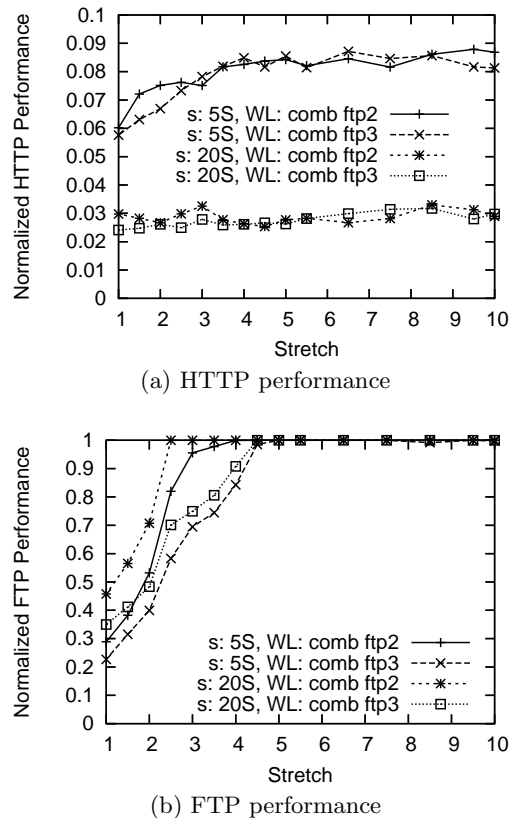 Normalized HTTP Performance
0.1
0.09
0.08
0.07
0.06
0.05
0.04
0.03
0.02
0.01
0
s: 5S, WL: comb ftp2
s: 5S, WL: comb ftp3
s: 20S, WL: comb ftp2
s: 20S, WL: comb ftp3
1 2 3 4 5 6 7 8 9 10
Stretch
(a) HTTP performance
Normalized FTP Performance
1
0.9
0.8
0.7
0.6
0.5
0.4
0.3
0.2
0.1
0
s: 5S, WL: comb ftp2
s: 5S, WL: comb ftp3
s: 20S, WL: comb ftp2
s: 20S, WL: comb ftp3
1 2 3 4 5 6 7 8 9 10
Stretch
(b) FTP performance